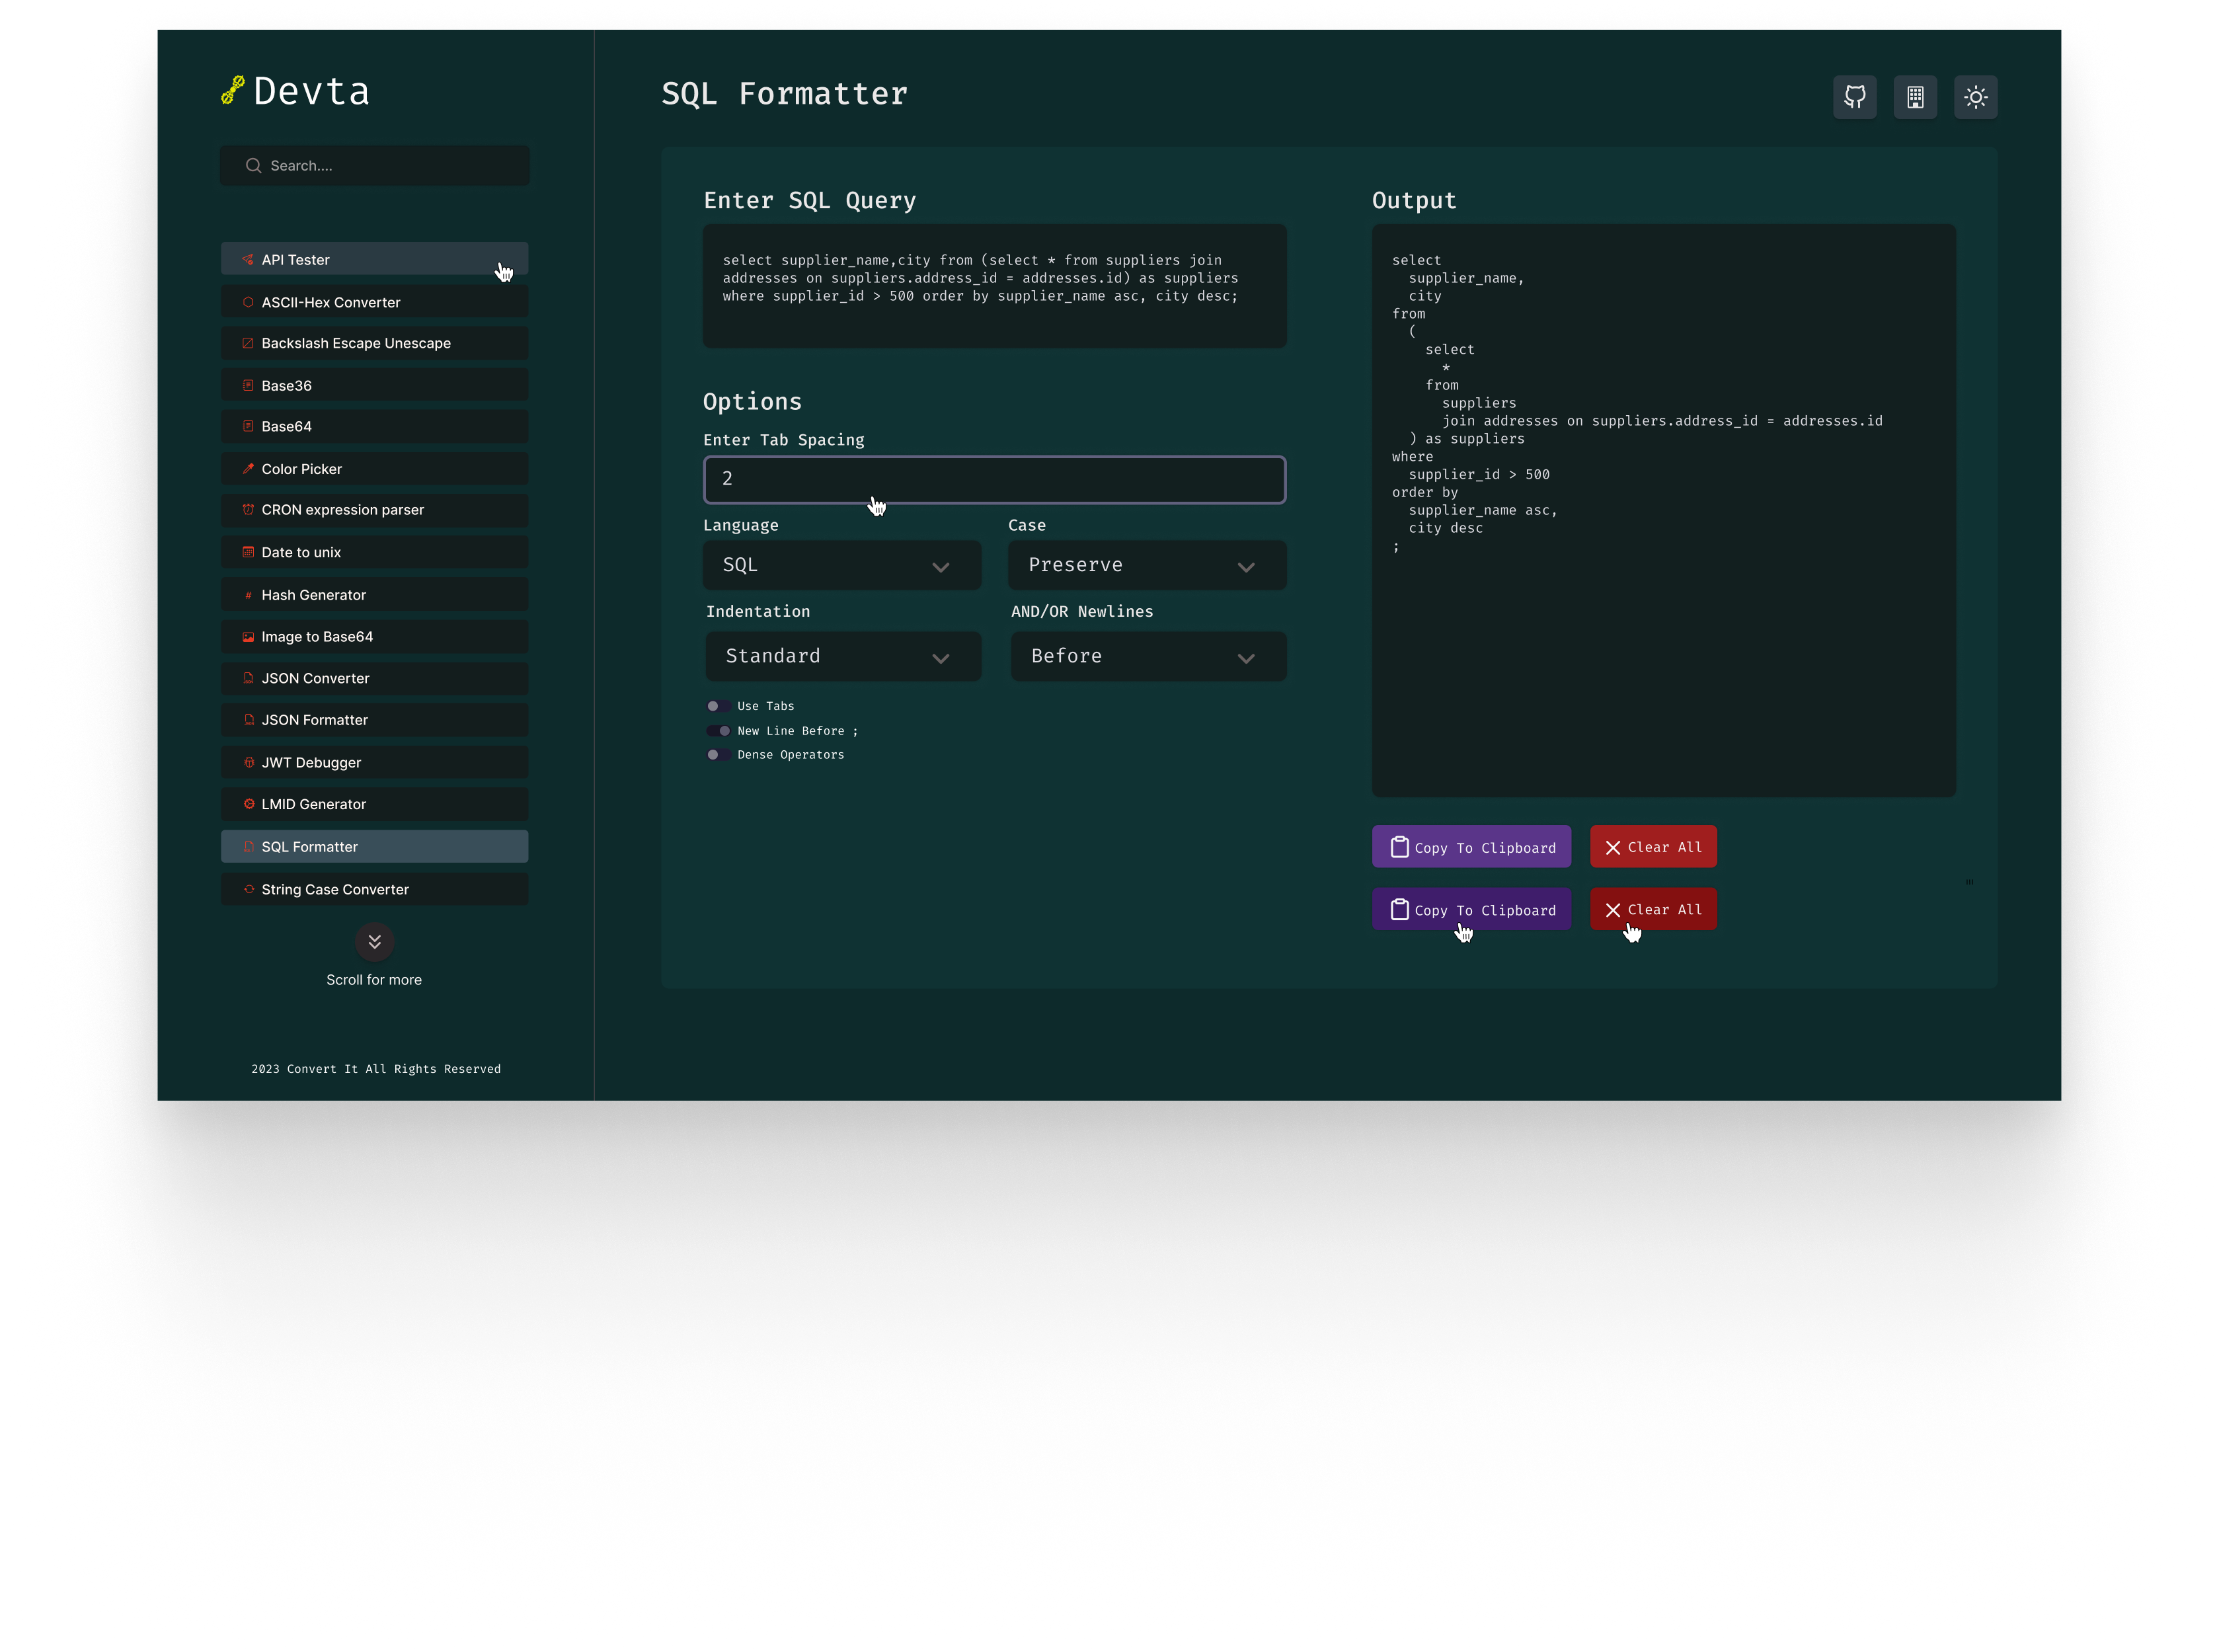 Devta
Search....
API Tester
ASCII-Hex Converter
Backslash Escape Unescape
Base36
Base64
Color Picker
CRON expression parser
Date to unix
Hash Generator
Image to Base64
JSON Converter
JSON Formatter
JWT Debugger
LMID Generator
SQL Formatter
String Case Converter
Scroll for more
2023 Convert It All Rights Reserved
SQL Formatter
Enter SQL Query
select supplier_name,city from (select * from suppliers join
addresses on suppliers.address_id = addresses.id) as suppliers
where supplier_id > 500 order by supplier_name asc, city desc;
Options
Enter Tab Spacing
2
Language
Case
SQL
Preserve
Indentation
AND/OR Newlines
Standard
Before
Use Tabs
New Line Before ;
Dense Operators
Output
select
  supplier_name,
  city
from
  (
    select
      *
    from
      suppliers
      join addresses on suppliers.address_id = addresses.id
  ) as suppliers
where
  supplier_id > 500
order by
  supplier_name asc,
  city desc
;
Copy To Clipboard
Clear All
Copy To Clipboard
Clear All